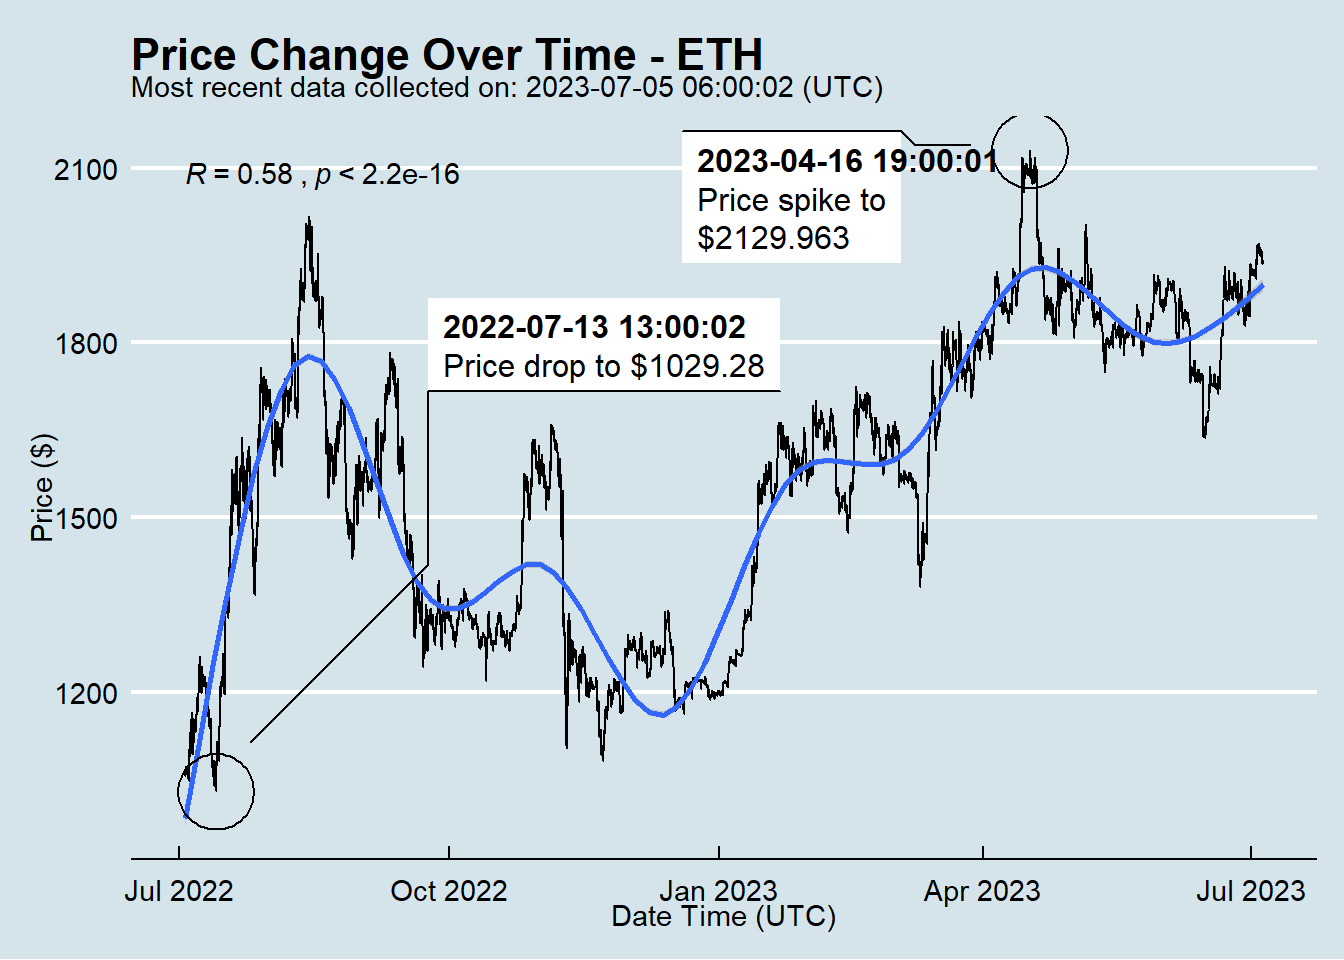 Price Change Over Time - ETH
Most recent data collected on: 2023-07-05 06:00:02 (UTC)
R = 0.58 , p < 2.2e-16
2023-04-16 19:00:01
Price spike to
$2129.963
2022-07-13 13:00:02
Price drop to $1029.28
Price ($)
2100
1800
1500
1200
Jul 2022
Oct 2022
Jan 2023
Apr 2023
Jul 2023
Date Time (UTC)